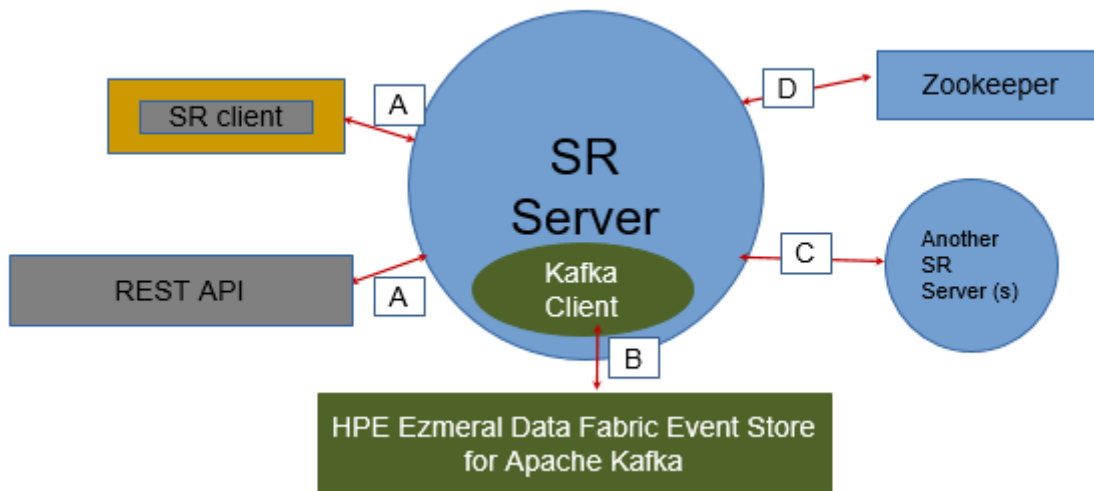 SR client
A
D
Zookeeper
SR
Server
REST API
A
Kafka
Client
C
Another
SR
Server (s)
B
HPE Ezmeral Data Fabric Event Store
for Apache Kafka